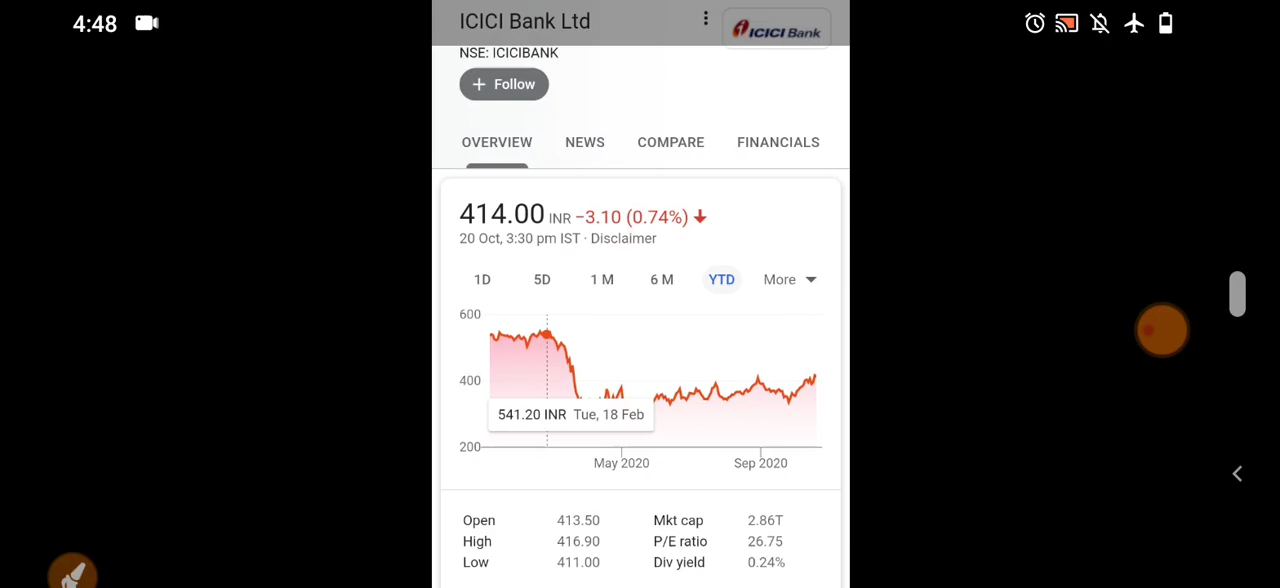 4:48
ICICI Bank Ltd
ICICI Bank
NSE: ICICIBANK
+ Follow
OVERVIEW NEWS COMPARE FINANCIALS
414.00 INR −3.10 (0.74%)
20 Oct, 3:30 pm IST · Disclaimer
1D 5D 1 M 6 M YTD More
600
400
541.20 INR Tue, 18 Feb
200
May 2020 Sep 2020
Open 413.50 Mkt cap 2.86T
High 416.90 P/E ratio 26.75
Low 411.00 Div yield 0.24%